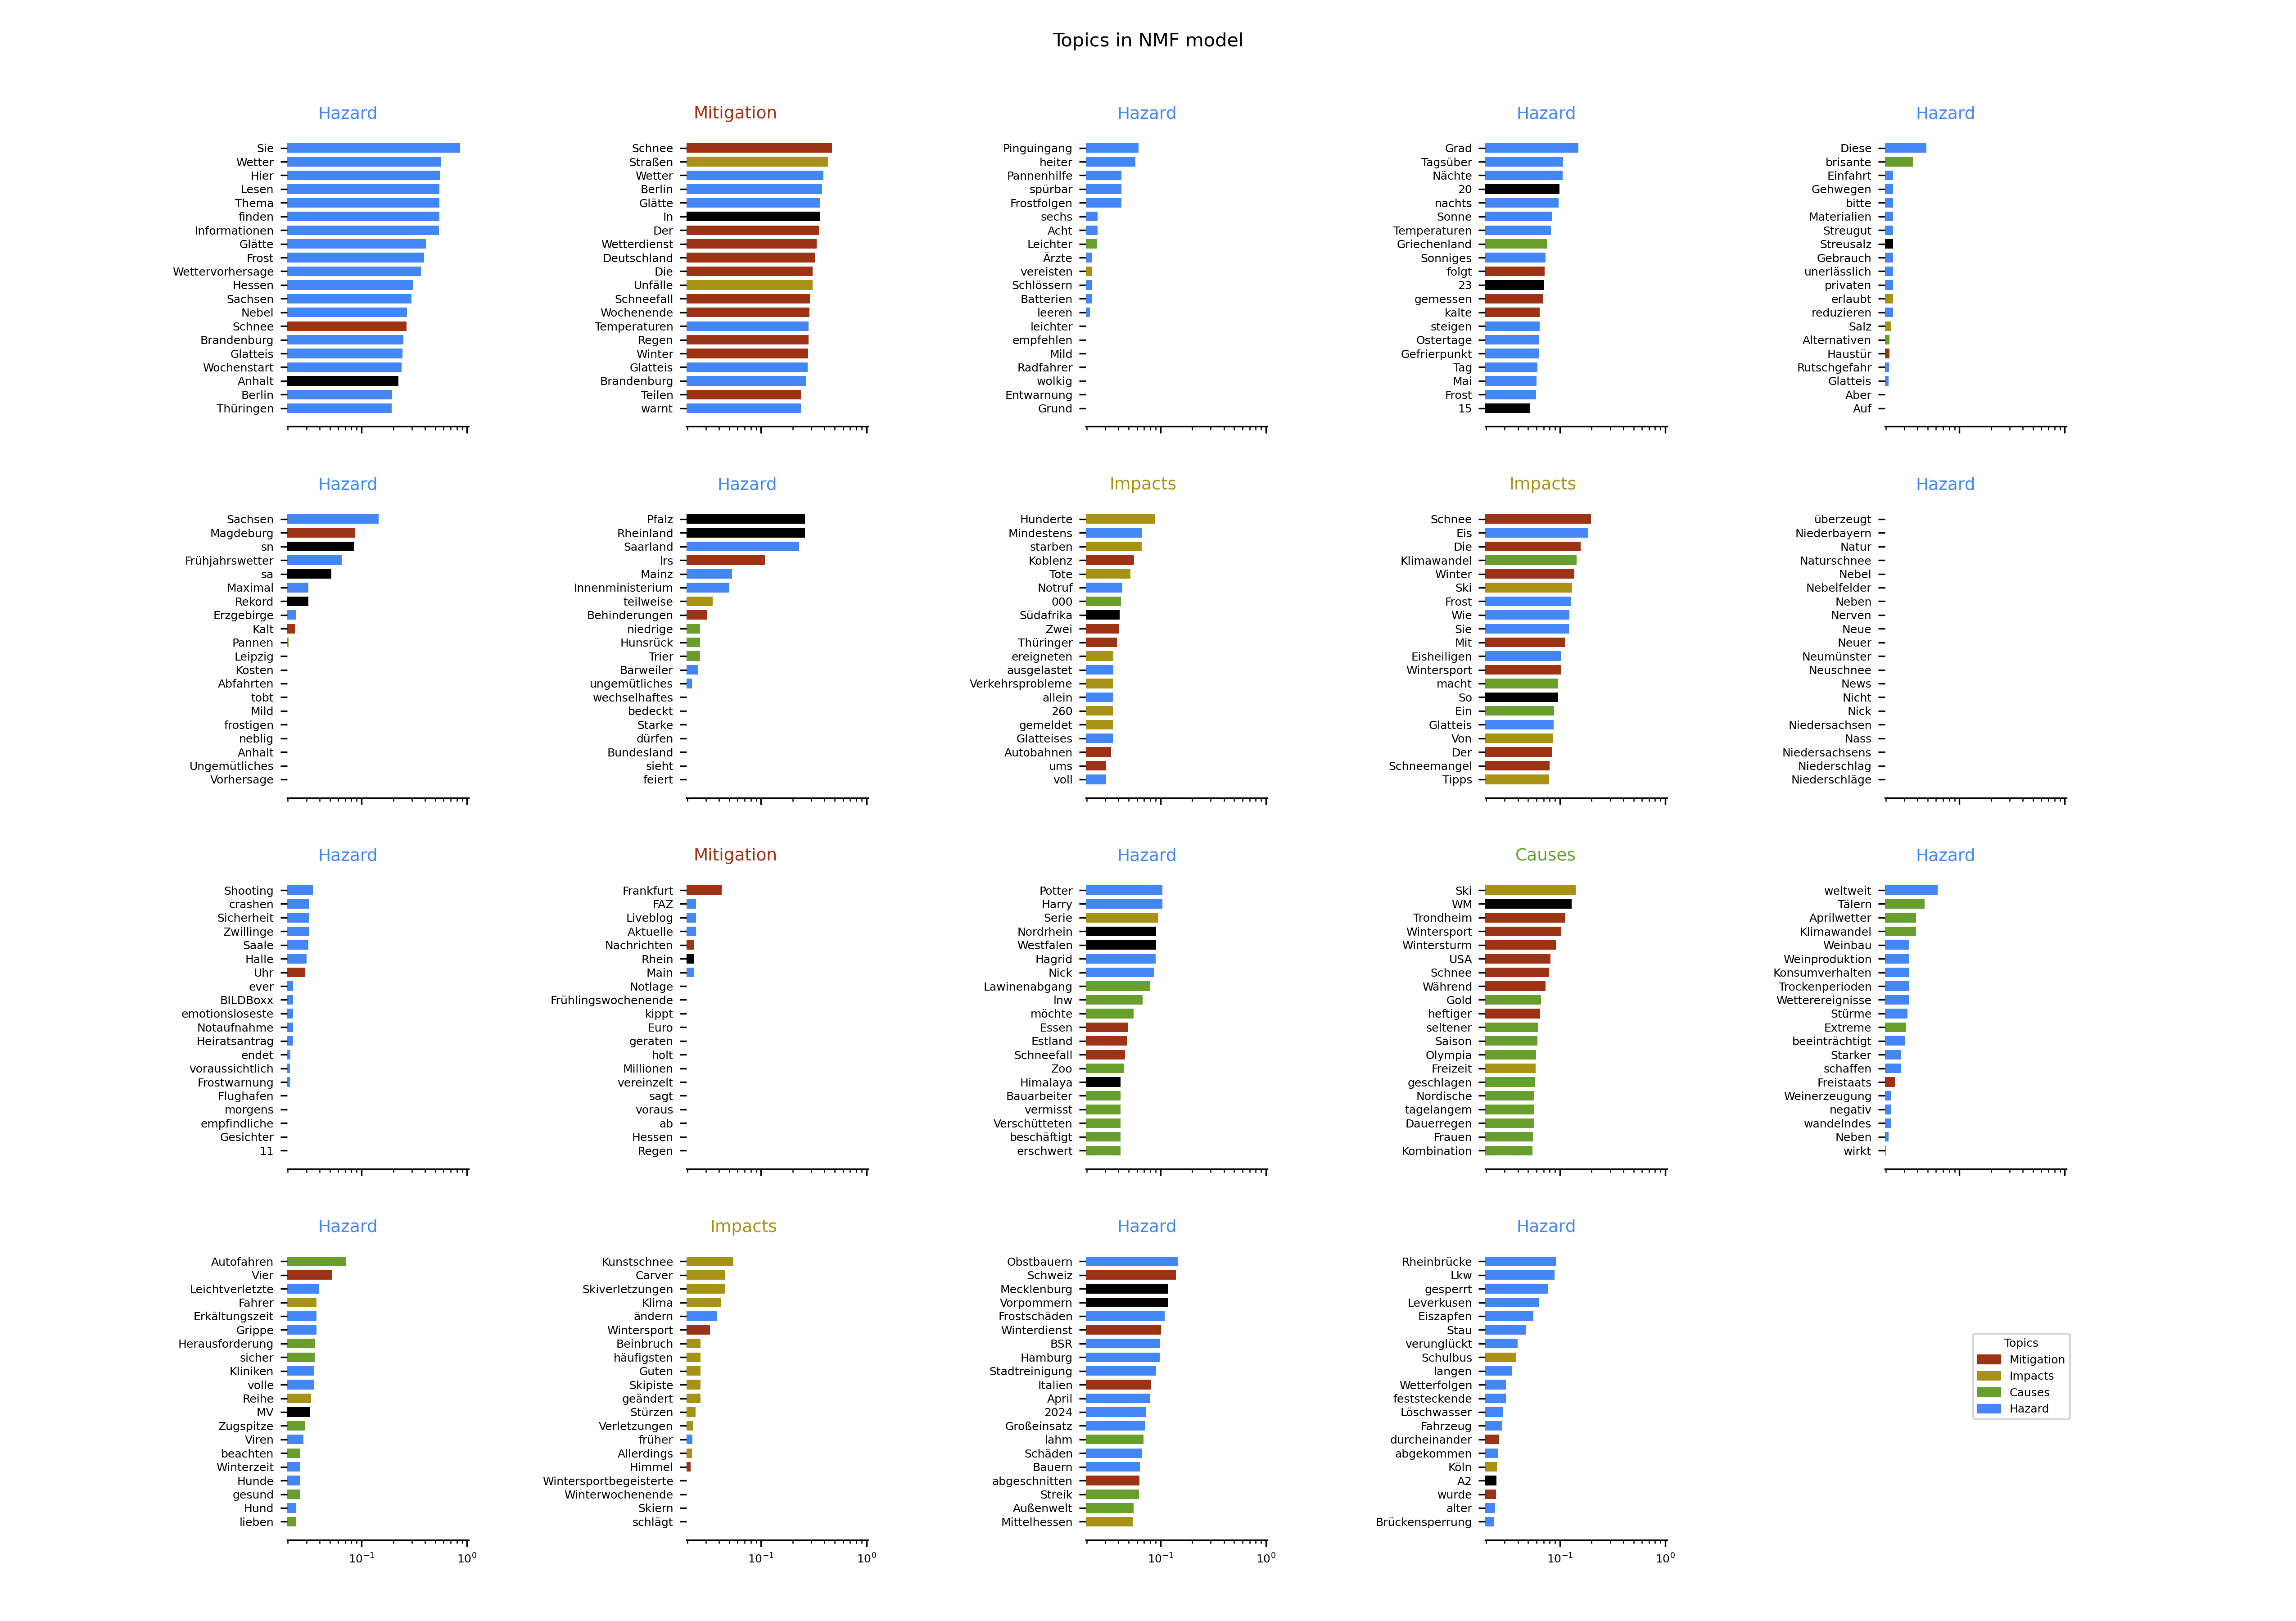 Topics in NMF model
Hazard
Sie
Wetter
Hier
Lesen
Thema
finden
Informationen
Glätte
Frost
Wettervorhersage
Hessen
Sachsen
Nebel
Schnee
Brandenburg
Glatteis
Wochenstart
Anhalt
Berlin
Thüringen
Mitigation
Schnee
Straßen
Wetter
Berlin
Glätte
In
Der
Wetterdienst
Deutschland
Die
Unfälle
Schneefall
Wochenende
Temperaturen
Regen
Winter
Glatteis
Brandenburg
Teilen
warnt
Hazard
Pinguingang
heiter
Pannenhilfe
spürbar
Frostfolgen
sechs
Acht
Leichter
Ärzte
vereisten
Schlössern
Batterien
leeren
leichter
empfehlen
Mild
Radfahrer
wolkig
Entwarnung
Grund
Hazard
Grad
Tagsüber
Nächte
20
nachts
Sonne
Temperaturen
Griechenland
Sonniges
folgt
23
gemessen
kalte
steigen
Ostertage
Gefrierpunkt
Tag
Mai
Frost
15
Hazard
Diese
brisante
Einfahrt
Gehwegen
bitte
Materialien
Streugut
Streusalz
Gebrauch
unerlässlich
privaten
erlaubt
reduzieren
Salz
Alternativen
Haustür
Rutschgefahr
Glatteis
Aber
Auf
Hazard
Sachsen
Magdeburg
sn
Frühjahrswetter
sa
Maximal
Rekord
Erzgebirge
Kalt
Pannen
Leipzig
Kosten
Abfahrten
tobt
Mild
frostigen
neblig
Anhalt
Ungemütliches
Vorhersage
Hazard
Pfalz
Rheinland
Saarland
lrs
Mainz
Innenministerium
teilweise
Behinderungen
niedrige
Hunsrück
Trier
Barweiler
ungemütliches
wechselhaftes
bedeckt
Starke
dürfen
Bundesland
sieht
feiert
Impacts
Hunderte
Mindestens
starben
Koblenz
Tote
Notruf
000
Südafrika
Zwei
Thüringer
ereigneten
ausgelastet
Verkehrsprobleme
allein
260
gemeldet
Glatteises
Autobahnen
ums
voll
Impacts
Schnee
Eis
Die
Klimawandel
Winter
Ski
Frost
Wie
Sie
Mit
Eisheiligen
Wintersport
macht
So
Ein
Glatteis
Von
Der
Schneemangel
Tipps
Hazard
überzeugt
Niederbayern
Natur
Naturschnee
Nebel
Nebelfelder
Neben
Nerven
Neue
Neuer
Neumünster
Neuschnee
News
Nicht
Nick
Niedersachsen
Nass
Niedersachsens
Niederschlag
Niederschläge
Hazard
Shooting
crashen
Sicherheit
Zwillinge
Saale
Halle
Uhr
ever
BILDBoxx
emotionsloseste
Notaufnahme
Heiratsantrag
endet
voraussichtlich
Frostwarnung
Flughafen
morgens
empfindliche
Gesichter
11
Mitigation
Frankfurt
FAZ
Liveblog
Aktuelle
Nachrichten
Rhein
Main
Notlage
Frühlingswochenende
kippt
Euro
geraten
holt
Millionen
vereinzelt
sagt
voraus
ab
Hessen
Regen
Hazard
Potter
Harry
Serie
Nordrhein
Westfalen
Hagrid
Nick
Lawinenabgang
lnw
möchte
Essen
Estland
Schneefall
Zoo
Himalaya
Bauarbeiter
vermisst
Verschütteten
beschäftigt
erschwert
Causes
Ski
WM
Trondheim
Wintersport
Wintersturm
USA
Schnee
Während
Gold
heftiger
seltener
Saison
Olympia
Freizeit
geschlagen
Nordische
tagelangem
Dauerregen
Frauen
Kombination
Hazard
weltweit
Tälern
Aprilwetter
Klimawandel
Weinbau
Weinproduktion
Konsumverhalten
Trockenperioden
Wetterereignisse
Stürme
Extreme
beeinträchtigt
Starker
schaffen
Freistaats
Weinerzeugung
negativ
wandelndes
Neben
wirkt
Hazard
Autofahren
Vier
Leichtverletzte
Fahrer
Erkältungszeit
Grippe
Herausforderung
sicher
Kliniken
volle
Reihe
MV
Zugspitze
Viren
beachten
Winterzeit
Hunde
gesund
Hund
lieben
10⁻¹ 10⁰
Impacts
Kunstschnee
Carver
Skiverletzungen
Klima
ändern
Wintersport
Beinbruch
häufigsten
Guten
Skipiste
geändert
Stürzen
Verletzungen
früher
Allerdings
Himmel
Wintersportbegeisterte
Winterwochenende
Skiern
schlägt
10⁻¹ 10⁰
Hazard
Obstbauern
Schweiz
Mecklenburg
Vorpommern
Frostschäden
Winterdienst
BSR
Hamburg
Stadtreinigung
Italien
April
2024
Großeinsatz
lahm
Schäden
Bauern
abgeschnitten
Streik
Außenwelt
Mittelhessen
10⁻¹ 10⁰
Hazard
Rheinbrücke
Lkw
gesperrt
Leverkusen
Eiszapfen
Stau
verunglückt
Schulbus
langen
Wetterfolgen
feststeckende
Löschwasser
Fahrzeug
durcheinander
abgekommen
Köln
A2
wurde
alter
Brückensperrung
10⁻¹ 10⁰
Topics
Mitigation
Impacts
Causes
Hazard